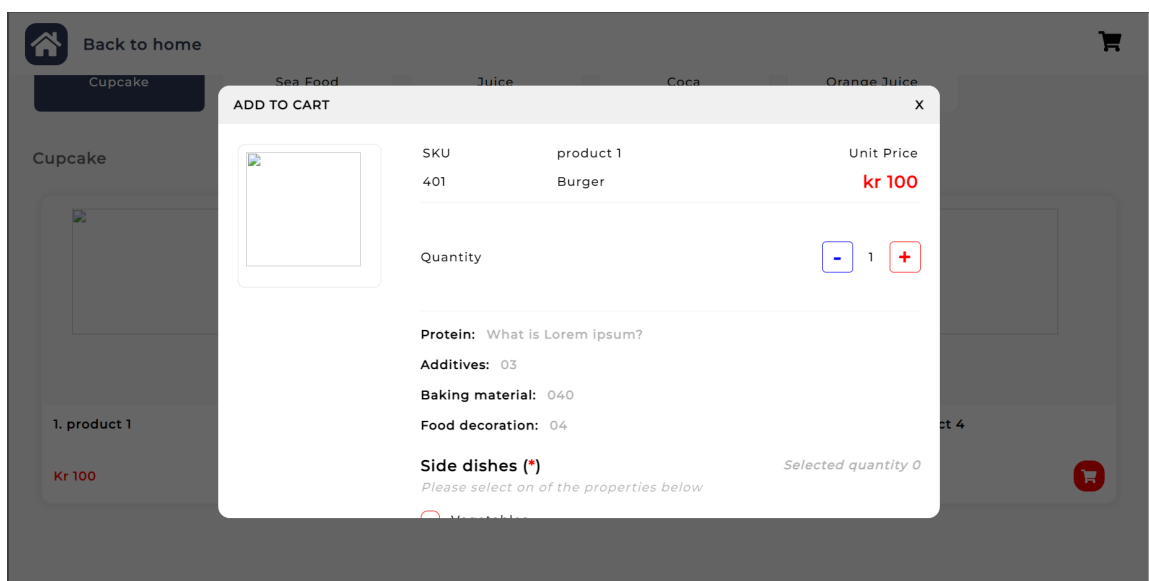 Back to home
Cupcake
Sea Food
Juice
Coca
Orange Juice
ADD TO CART
X
Cupcake
SKU product 1 Unit Price
401 Burger kr 100
Quantity - 1 +
Protein: What is Lorem ipsum?
Additives: 03
Baking material: 040
Food decoration: 04
Side dishes (*) Selected quantity 0
Please select on of the properties below
Vegetables
1. product 1
ct 4
Kr 100